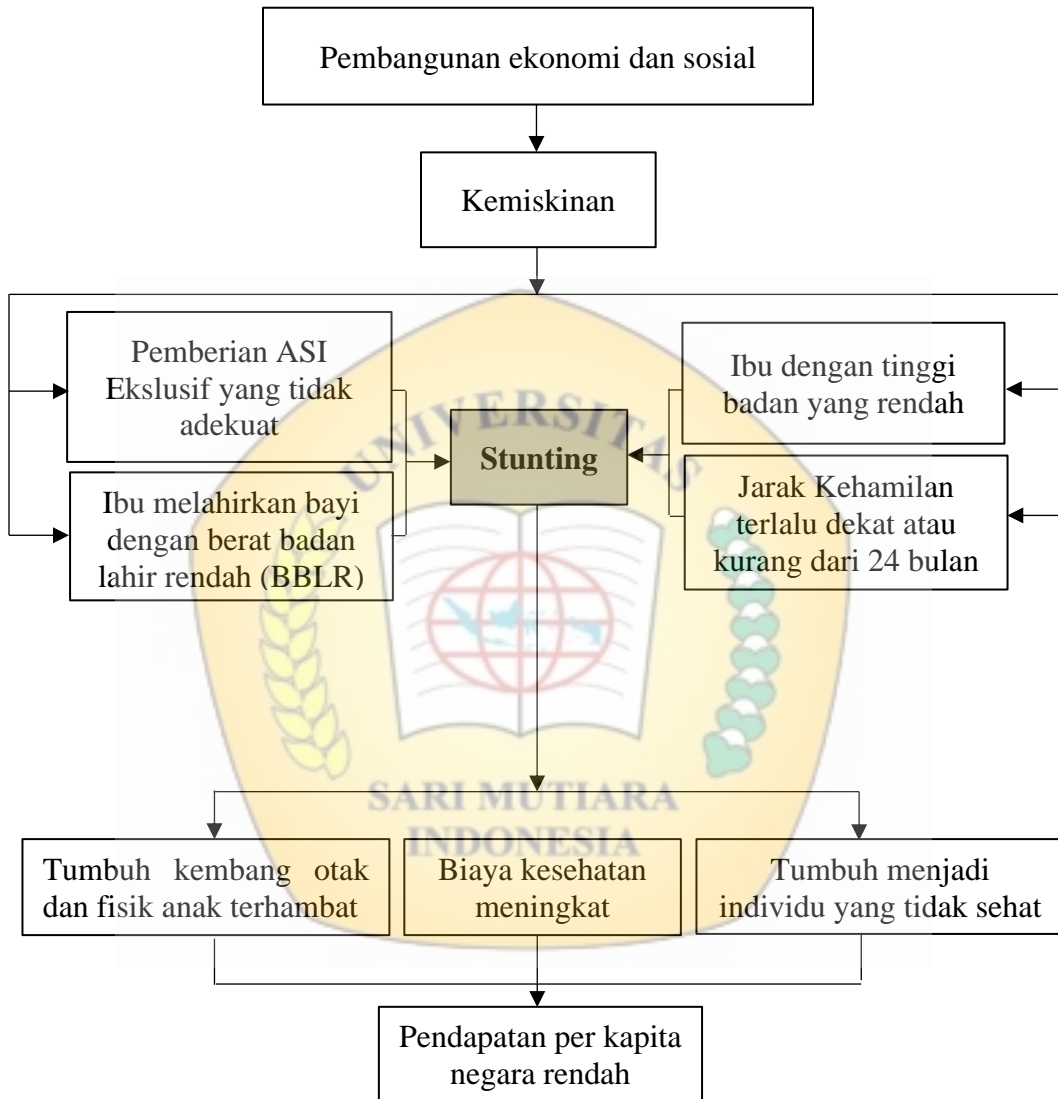 Pembangunan ekonomi dan sosial
Kemiskinan
Pemberian ASI
Ekslusif yang tidak
adekuat
Ibu melahirkan bayi
dengan berat badan
lahir rendah (BBLR)
Stunting
Ibu dengan tinggi
badan yang rendah
Jarak Kehamilan
terlalu dekat atau
kurang dari 24 bulan
UNIVERSITAS
SARI MUTIARA
INDONESIA
Tumbuh kembang otak
dan fisik anak terhambat
Biaya kesehatan
meningkat
Tumbuh menjadi
individu yang tidak sehat
Pendapatan per kapita
negara rendah